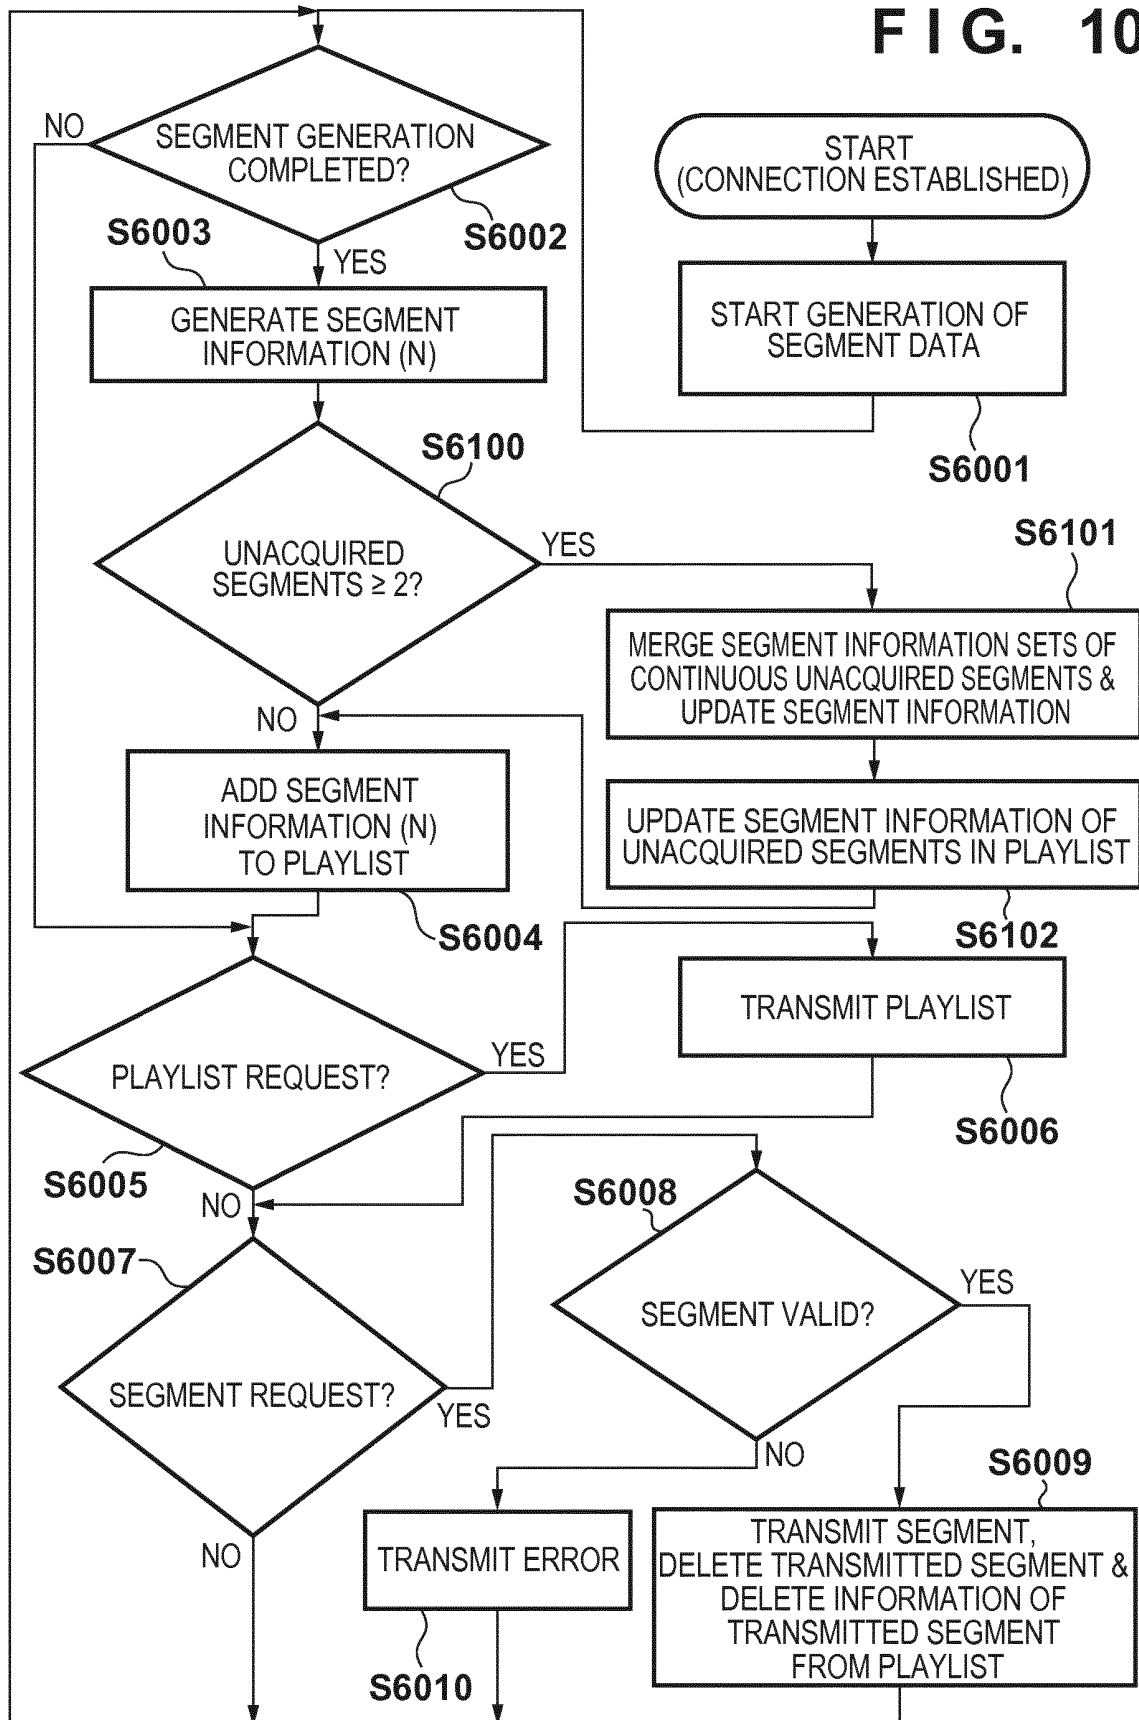 FIG. 10
START
(CONNECTION ESTABLISHED)
START GENERATION OF
SEGMENT DATA
S6001
NO
SEGMENT GENERATION
COMPLETED?
S6002
YES
S6003
GENERATE SEGMENT
INFORMATION (N)
S6100
UNACQUIRED
SEGMENTS ≥ 2?
YES
S6101
MERGE SEGMENT INFORMATION SETS OF
CONTINUOUS UNACQUIRED SEGMENTS &
UPDATE SEGMENT INFORMATION
NO
ADD SEGMENT
INFORMATION (N)
TO PLAYLIST
S6004
UPDATE SEGMENT INFORMATION OF
UNACQUIRED SEGMENTS IN PLAYLIST
S6102
PLAYLIST REQUEST?
YES
S6005
TRANSMIT PLAYLIST
S6006
NO
S6007
SEGMENT REQUEST?
YES
S6008
SEGMENT VALID?
YES
NO
NO
TRANSMIT ERROR
S6010
S6009
TRANSMIT SEGMENT,
DELETE TRANSMITTED SEGMENT &
DELETE INFORMATION OF
TRANSMITTED SEGMENT
FROM PLAYLIST